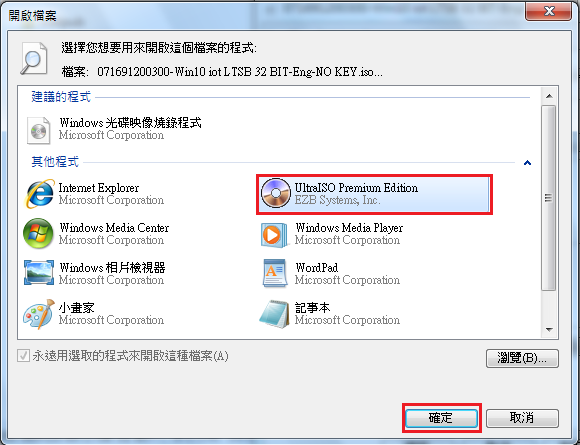 開啟檔案
選擇您想要用來開啟這個檔案的程式:
檔案: 071691200300-Win10 iot LTSB 32 BIT-Eng-NO KEY.iso...
建議的程式
Windows 光碟映像燒錄程式
Microsoft Corporation
其他程式
Internet Explorer
Microsoft Corporation
UltraISO Premium Edition
EZB Systems, Inc.
Windows Media Center
Microsoft Corporation
Windows Media Player
Microsoft Corporation
Windows 相片檢視器
Microsoft Corporation
WordPad
Microsoft Corporation
小畫家
Microsoft Corporation
記事本
Microsoft Corporation
永遠用選取的程式來開啟這種檔案(A)
瀏覽(B)...
確定
取消